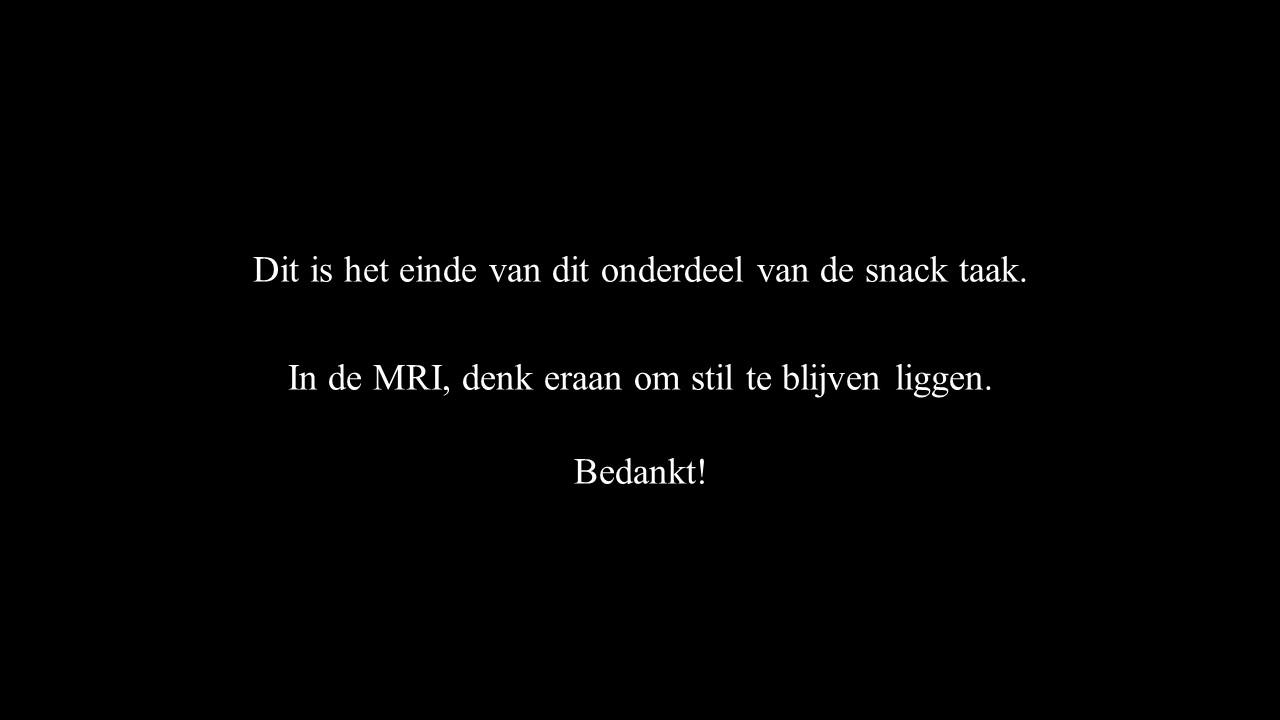 Dit is het einde van dit onderdeel van de snack taak.
In de MRI, denk eraan om stil te blijven liggen.
Bedankt!